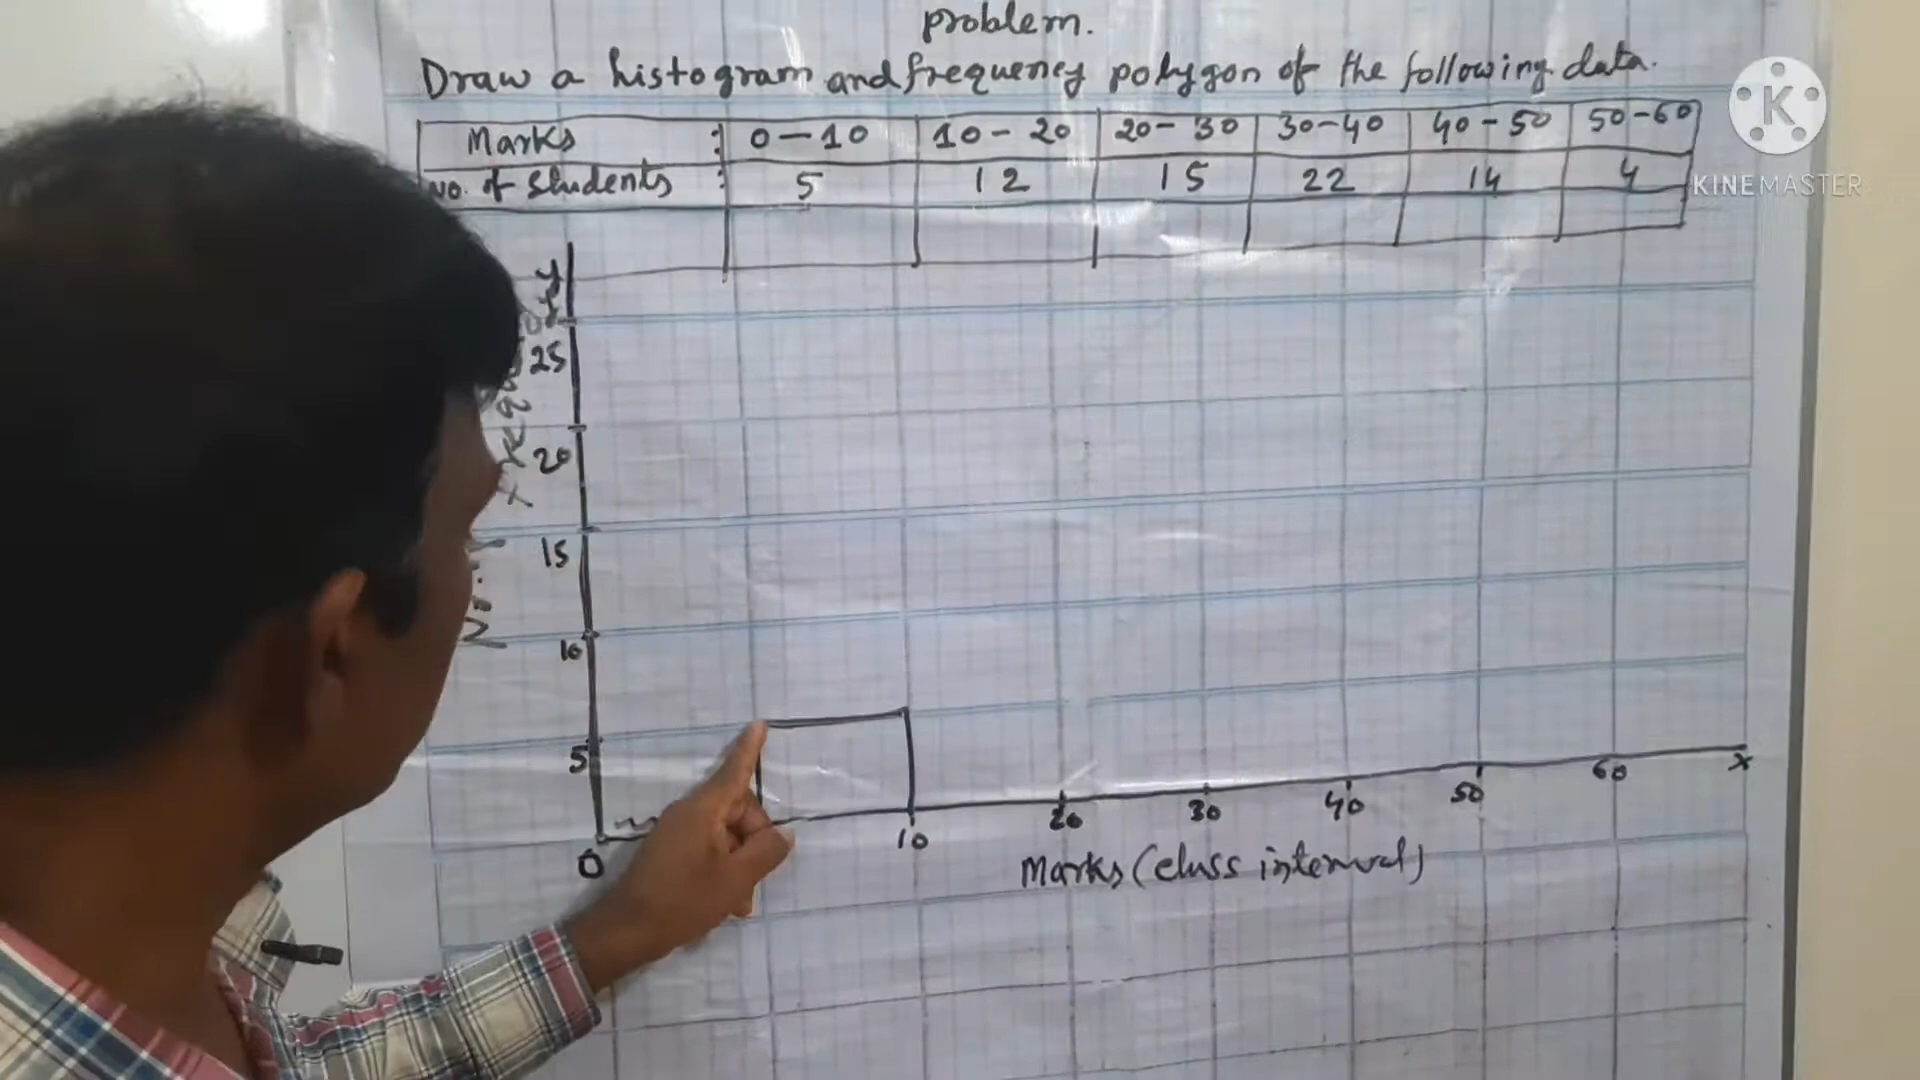 problem.
Draw a histogram and frequency polygon of the following data.
Marks : 0-10 10-20 20-30 30-40 40-50 50-60
No. of Students : 5 12 15 22 14 4
K
KINEMASTER
y
25
20
15
10
5
0 10 20 30 40 50 60 x
Marks (class interval)